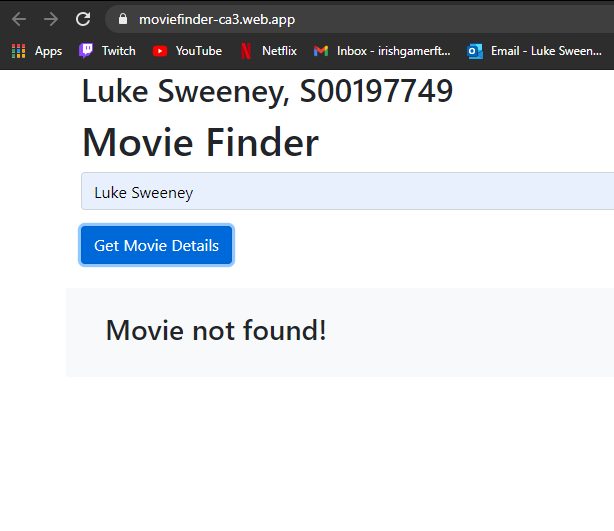 moviefinder-ca3.web.app
Apps Twitch YouTube Netflix Inbox - irishgamerft... Email - Luke Sween...
Luke Sweeney, S00197749
Movie Finder
Luke Sweeney
Get Movie Details
Movie not found!